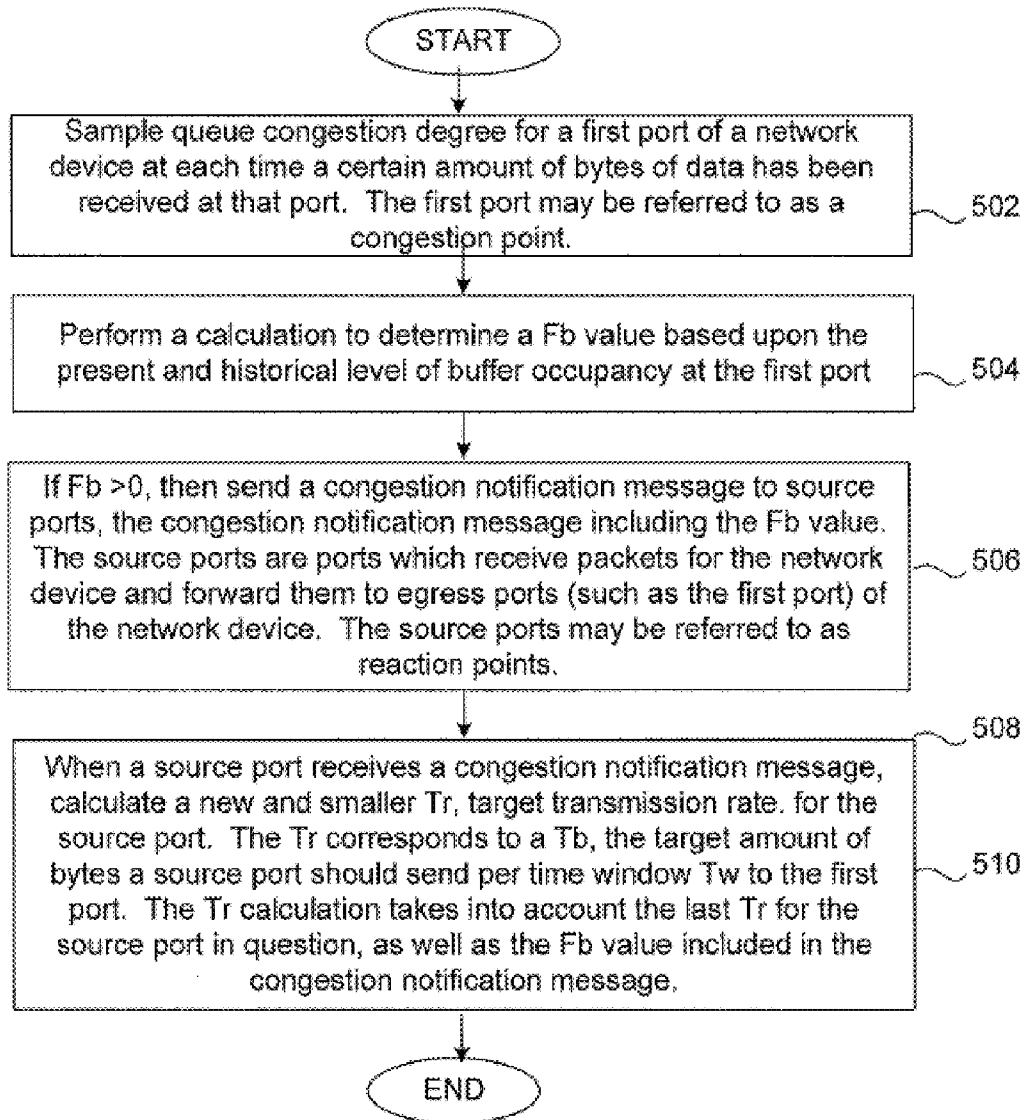 START
Sample queue congestion degree for a first port of a network
device at each time a certain amount of bytes of data has been
received at that port. The first port may be referred to as a
congestion point.
502
Perform a calculation to determine a Fb value based upon the
present and historical level of buffer occupancy at the first port
504
If Fb >0, then send a congestion notification message to source
ports, the congestion notification message including the Fb value.
The source ports are ports which receive packets for the network
device and forward them to egress ports (such as the first port) of
the network device. The source ports may be referred to as
reaction points.
506
508
When a source port receives a congestion notification message,
calculate a new and smaller Tr, target transmission rate. for the
source port. The Tr corresponds to a Tb, the target amount of
bytes a source port should send per time window Tw to the first
port. The Tr calculation takes into account the last Tr for the
source port in question, as well as the Fb value included in the
congestion notification message.
510
END